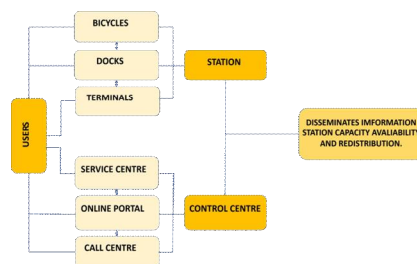 BICYCLES
DOCKS
TERMINALS
STATION
USERS
DISSEMINATES IMFORMATION
STATION CAPACITY AVALIABILITY
AND REDISTRIBUTION.
SERVICE CENTRE
ONLINE PORTAL
CONTROL CENTRE
CALL CENTRE